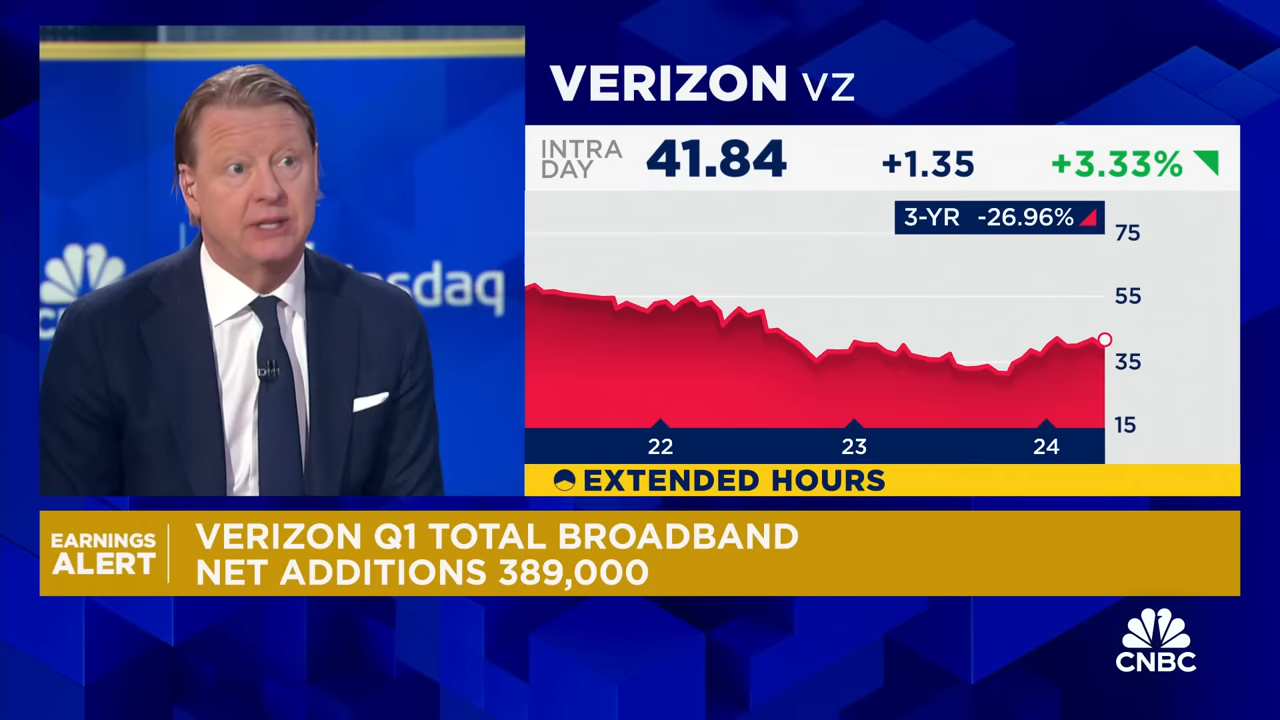 VERIZON VZ
INTRA
DAY
41.84
+1.35
+3.33%
3-YR -26.96%
75
55
35
15
22
23
24
EXTENDED HOURS
EARNINGS
ALERT
VERIZON Q1 TOTAL BROADBAND
NET ADDITIONS 389,000
CNBC